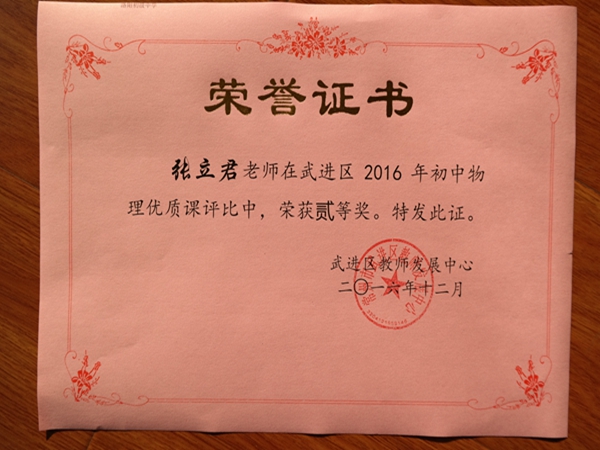 荣誉证书
张立君老师在武进区 2016 年初中物
理优质课评比中，荣获贰等奖。特发此证。
武进区教师发展中心
二〇一六年十二月